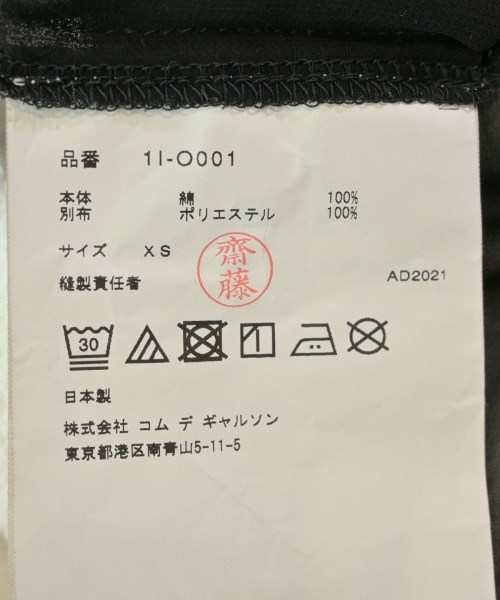 品番 1I-O001
本体 綿 100%
別布 ポリエステル 100%
サイズ XS
縫製責任者 齋藤 AD2021
30
日本製
株式会社 コム デ ギャルソン
東京都港区南青山5-11-5